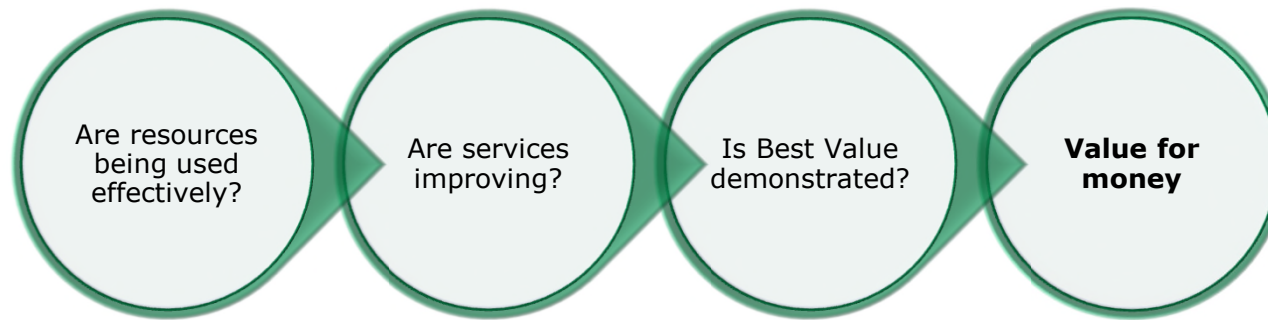 Are resources
being used
effectively?
Are services
improving?
Is Best Value
demonstrated?
Value for
money